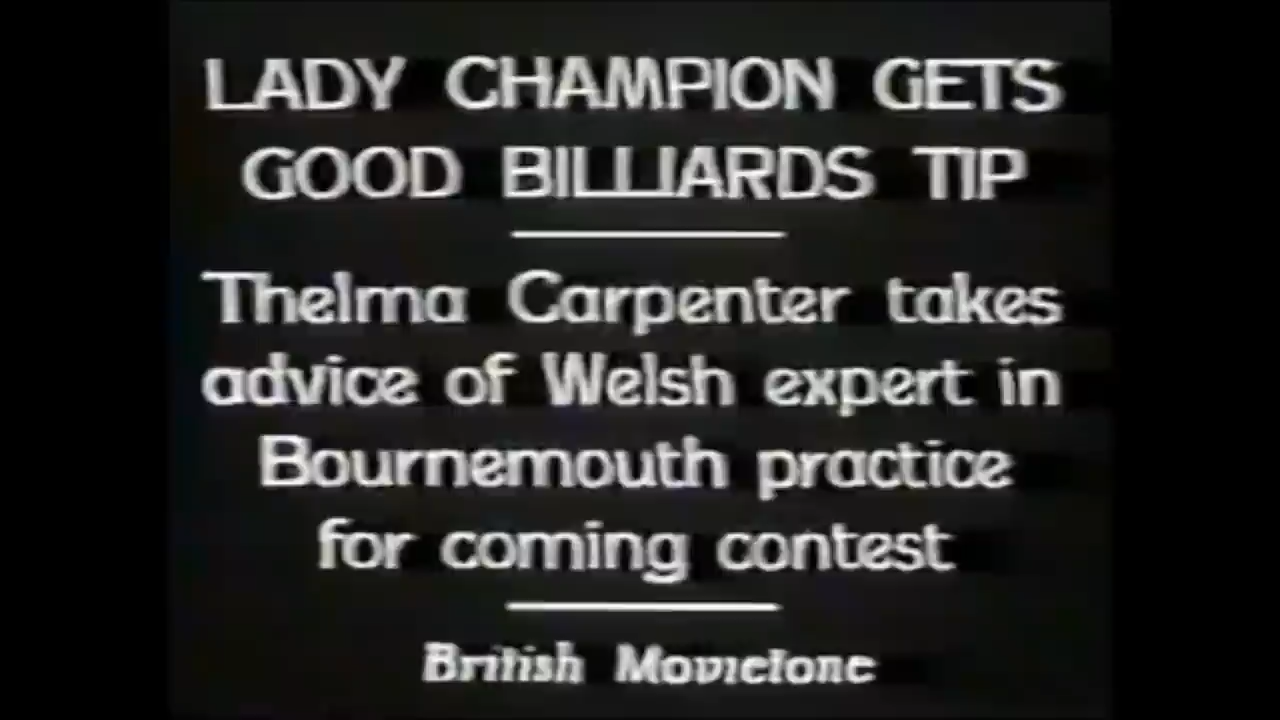 LADY CHAMPION GETS
GOOD BILLIARDS TIP
Thelma Carpenter takes
advice of Welsh expert in
Bournemouth practice
for coming contest
British Movietone